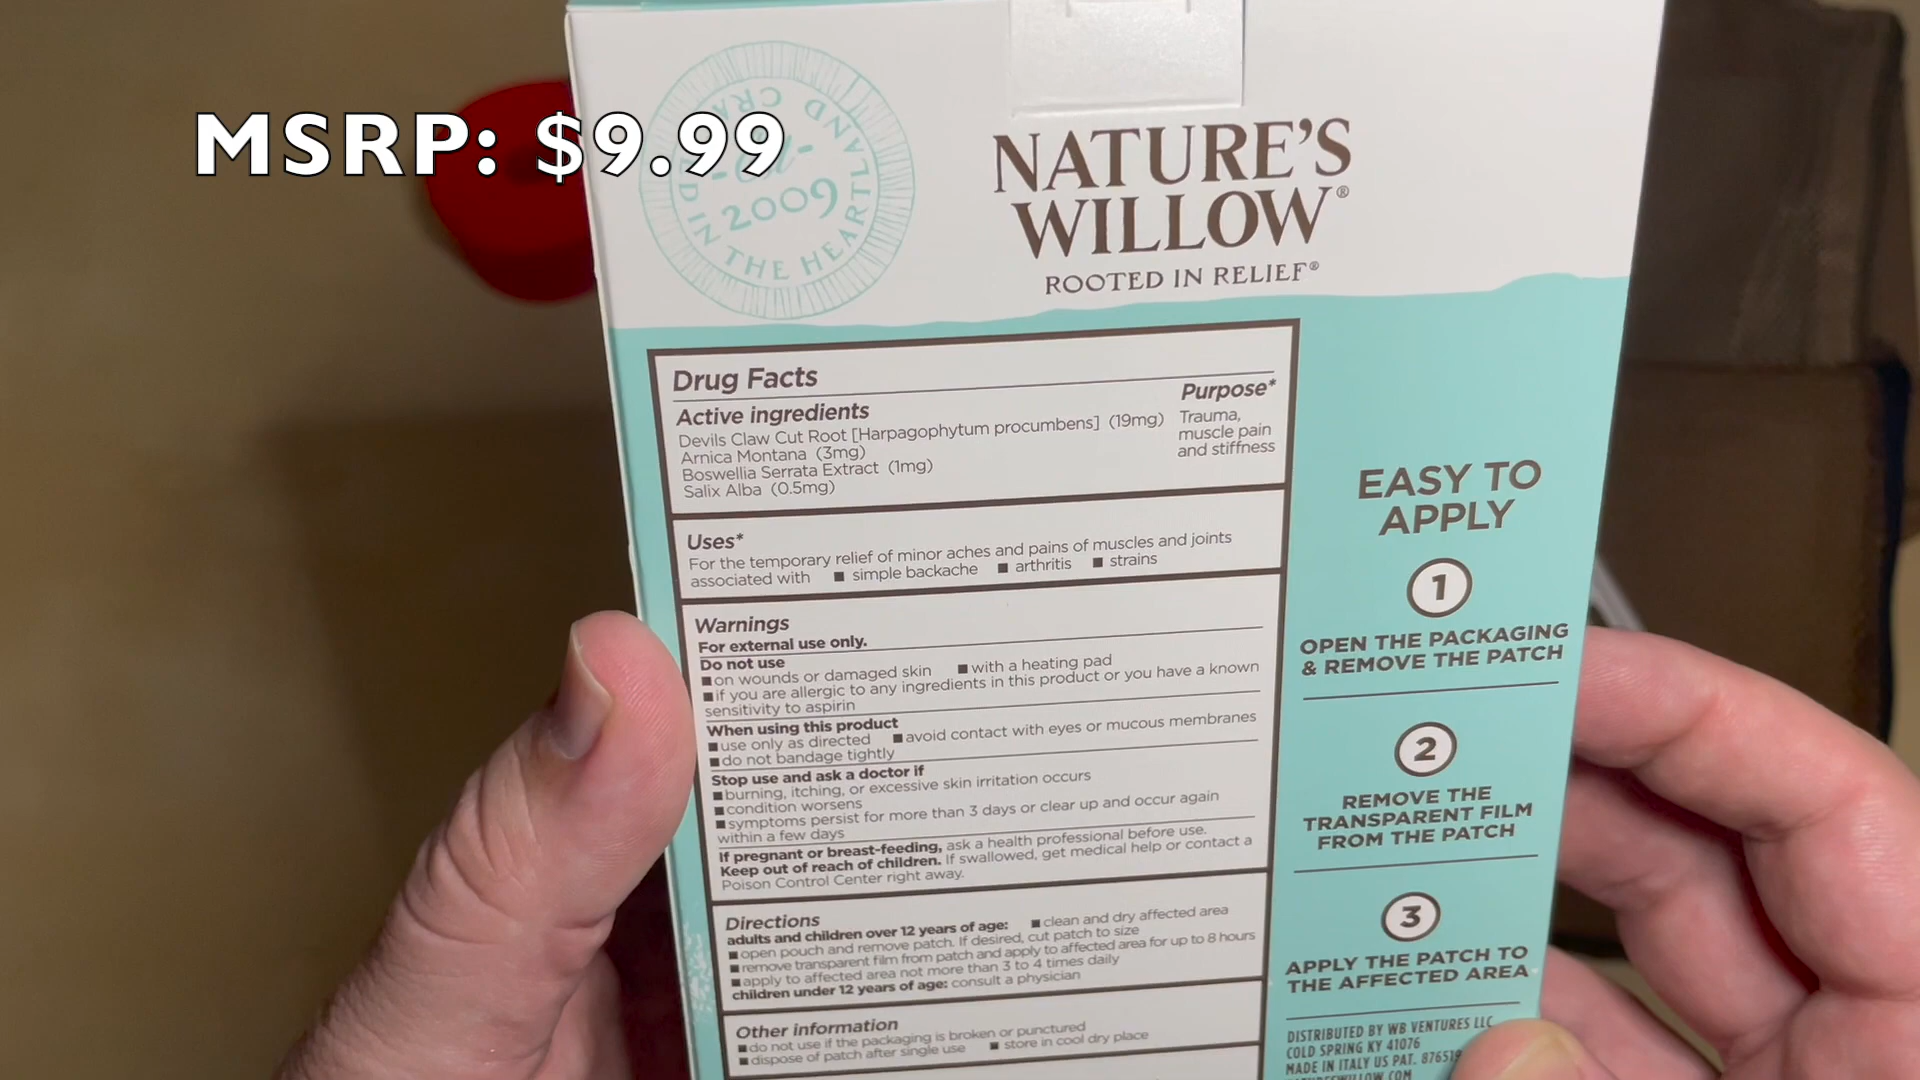 MSRP: $9.99
Est.
2009
IN THE HEARTLAND
NATURE'S
WILLOW®
ROOTED IN RELIEF®
Drug Facts
Active ingredients
Purpose*
Devils Claw Cut Root [Harpagophytum procumbens] (19mg)
Arnica Montana (3mg)
Boswellia Serrata Extract (1mg)
Salix Alba (0.5mg)
Trauma,
muscle pain
and stiffness
Uses*
For the temporary relief of minor aches and pains of muscles and joints
associated with ■ simple backache ■ arthritis ■ strains
Warnings
For external use only.
Do not use
■ on wounds or damaged skin ■ with a heating pad
■ if you are allergic to any ingredients in this product or you have a known
sensitivity to aspirin
When using this product
■ use only as directed ■ avoid contact with eyes or mucous membranes
■ do not bandage tightly
Stop use and ask a doctor if
■ burning, itching, or excessive skin irritation occurs
■ condition worsens
■ symptoms persist for more than 3 days or clear up and occur again
within a few days
If pregnant or breast-feeding, ask a health professional before use.
Keep out of reach of children. If swallowed, get medical help or contact a
Poison Control Center right away.
Directions
adults and children over 12 years of age: ■ clean and dry affected area
■ open pouch and remove patch. If desired, cut patch to size
■ remove transparent film from patch and apply to affected area for up to 8 hours
■ apply to affected area not more than 3 to 4 times daily
children under 12 years of age: consult a physician
Other information
■ do not use if the packaging is broken or punctured
■ dispose of patch after single use ■ store in cool dry place
EASY TO
APPLY
1
OPEN THE PACKAGING
& REMOVE THE PATCH
2
REMOVE THE
TRANSPARENT FILM
FROM THE PATCH
3
APPLY THE PATCH TO
THE AFFECTED AREA
DISTRIBUTED BY WB VENTURES LLC
COLD SPRING KY 41076
MADE IN ITALY US PAT. 87651